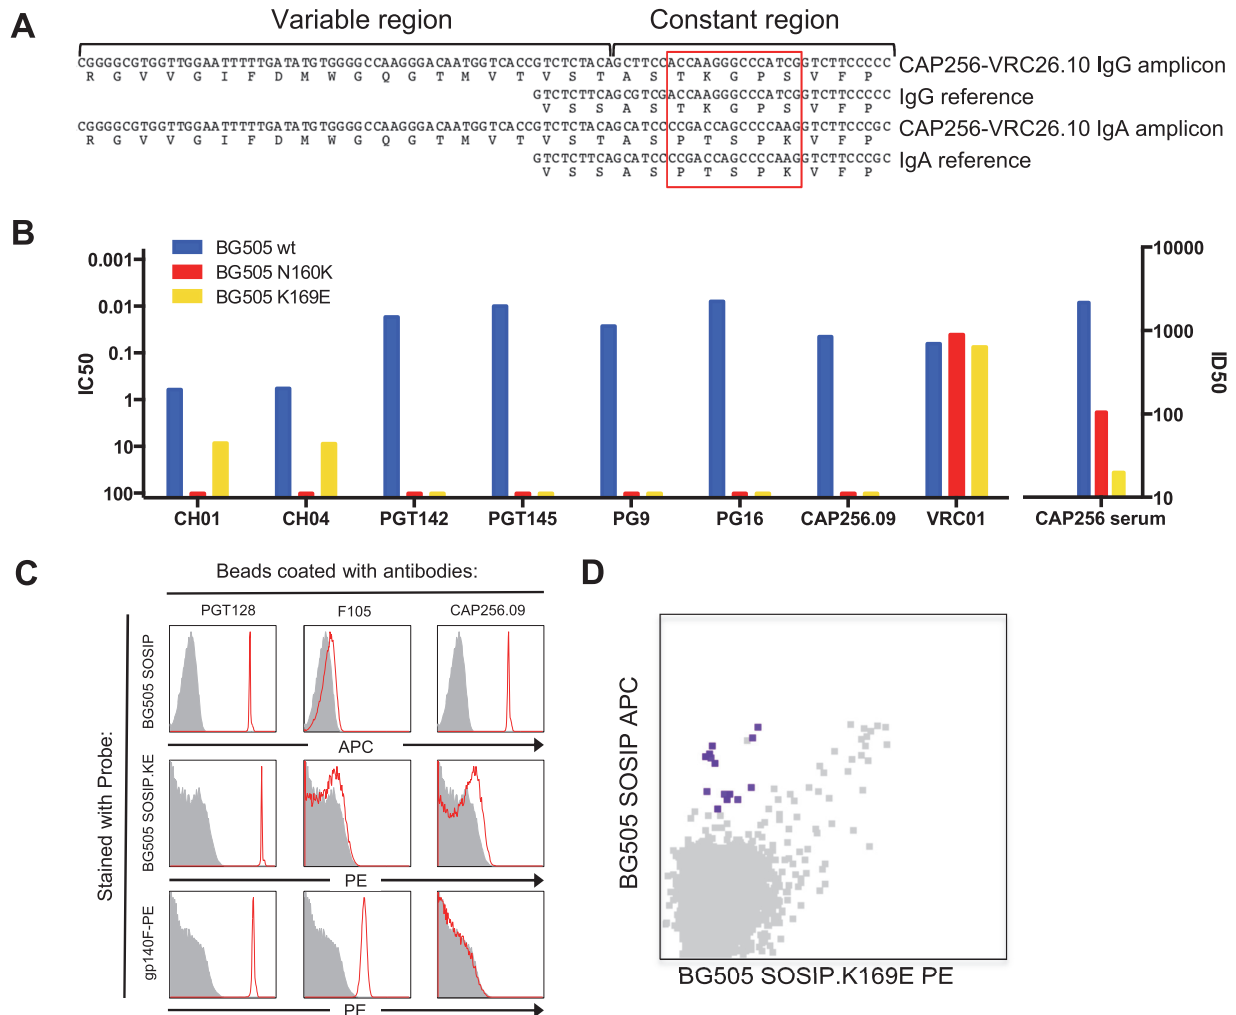 A
Variable region
Constant region
CGGGGCGTGGTTGGAATTTTTGATATGTGGGGCCAAGGGACAATGGTCACCGTCTCTACAGCTTCCACCAAGGGCCCATCGGTCTTCCCCC CAP256-VRC26.10 IgG amplicon
R G V V G I F D M W G Q G T M V T V S T A S T K G P S V F P
GTCTCTTCAGCGTCGACCAAGGGCCCATCGGTCTTCCCCC IgG reference
V S S A S T K G P S V F P
CGGGGCGTGGTTGGAATTTTTGATATGTGGGGCCAAGGGACAATGGTCACCGTCTCTACAGCATCCCCGACCAGCCCCAAGGTCTTCCCGC CAP256-VRC26.10 IgA amplicon
R G V V G I F D M W G Q G T M V T V S T A S P T S P K V F P
GTCTCTTCAGCATCCCCGACCAGCCCCAAGGTCTTCCCGC IgA reference
V S S A S P T S P K V F P
B
BG505 wt
BG505 N160K
BG505 K169E
IC50
0.001
0.01
0.1
1
10
100
ID50
10000
1000
100
10
CH01 CH04 PGT142 PGT145 PG9 PG16 CAP256.09 VRC01 CAP256 serum
C
Beads coated with antibodies:
PGT128 F105 CAP256.09
Stained with Probe:
BG505 SOSIP
APC
BG505 SOSIP.KE
PE
gp140F-PE
PE
D
BG505 SOSIP APC
BG505 SOSIP.K169E PE